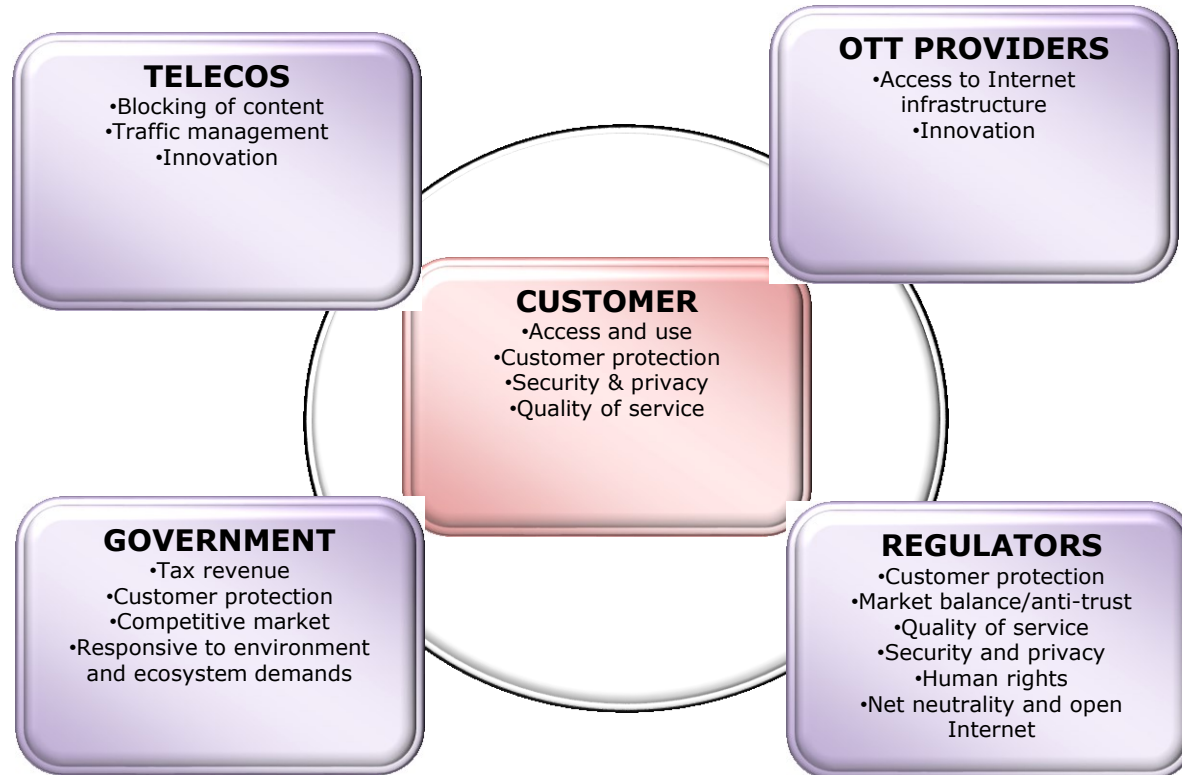 TELECOS
•Blocking of content
•Traffic management
•Innovation
OTT PROVIDERS
•Access to Internet
infrastructure
•Innovation
CUSTOMER
•Access and use
•Customer protection
•Security & privacy
•Quality of service
GOVERNMENT
•Tax revenue
•Customer protection
•Competitive market
•Responsive to environment
and ecosystem demands
REGULATORS
•Customer protection
•Market balance/anti-trust
•Quality of service
•Security and privacy
•Human rights
•Net neutrality and open
Internet